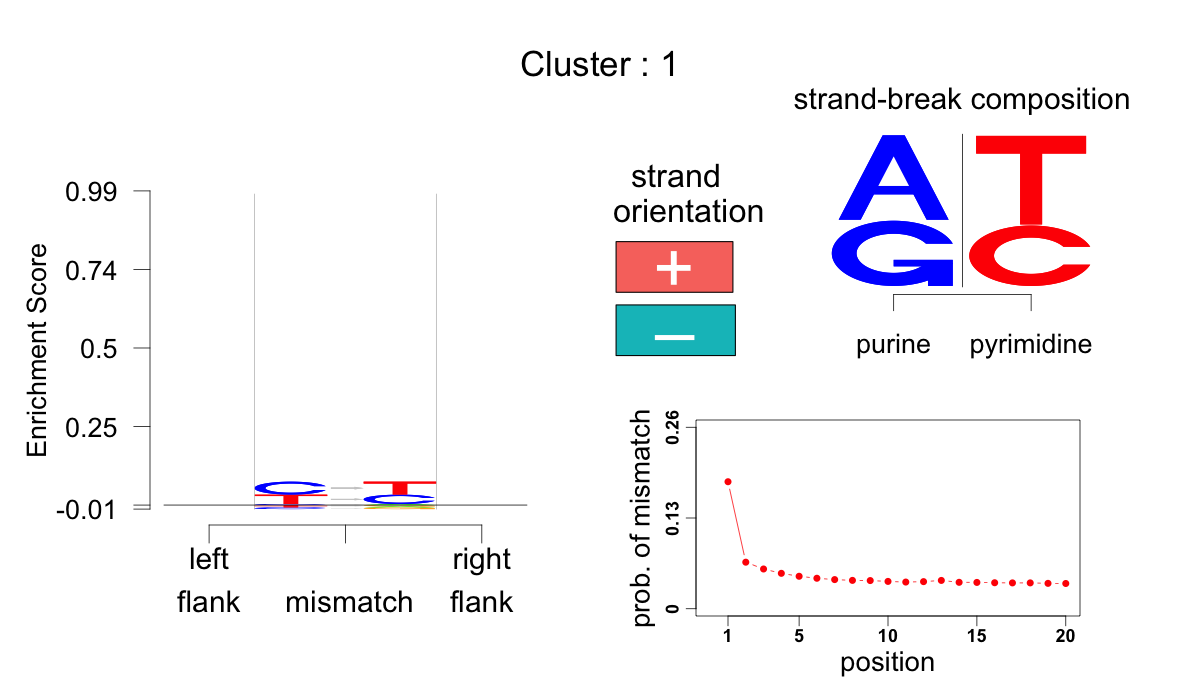 Cluster : 1
strand-break composition
A
T
G
C
purine
pyrimidine
strand
orientation
+
–
Enrichment Score
0.99
0.74
0.5
0.25
-0.01
C
T
T
C
left
flank
mismatch
right
flank
prob. of mismatch
0.26
0.13
0
1
5
10
15
20
position